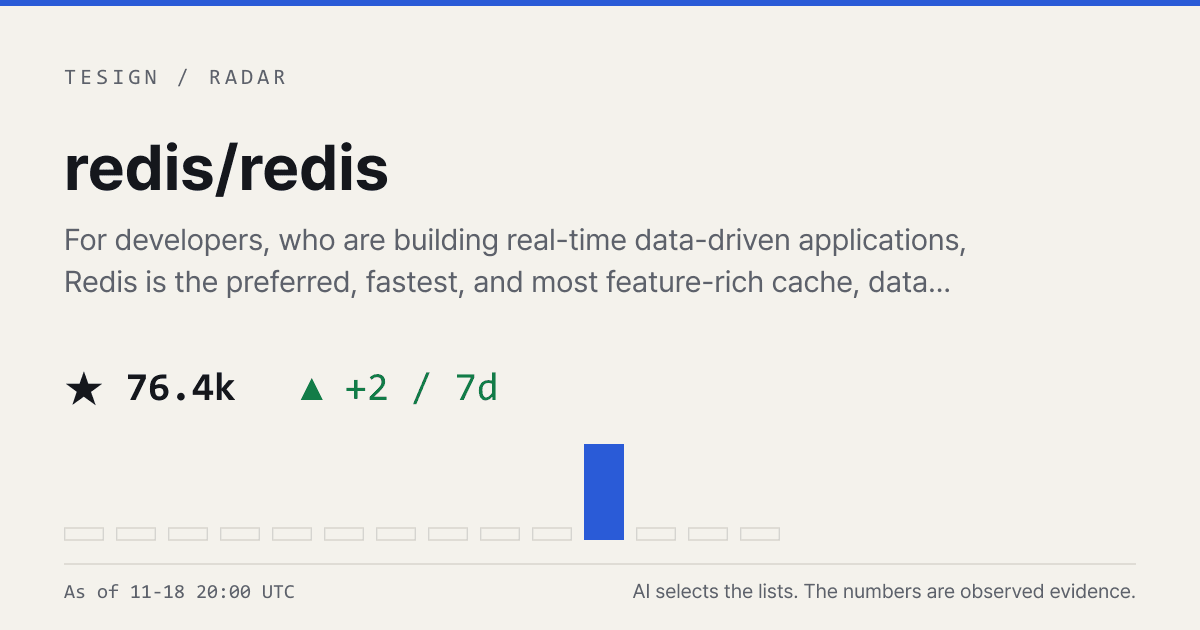 TESIGN / RADAR
redis/redis
For developers, who are building real-time data-driven applications,
Redis is the preferred, fastest, and most feature-rich cache, data...
★ 76.4k ▲ +2 / 7d
As of 11-18 20:00 UTC
AI selects the lists. The numbers are observed evidence.